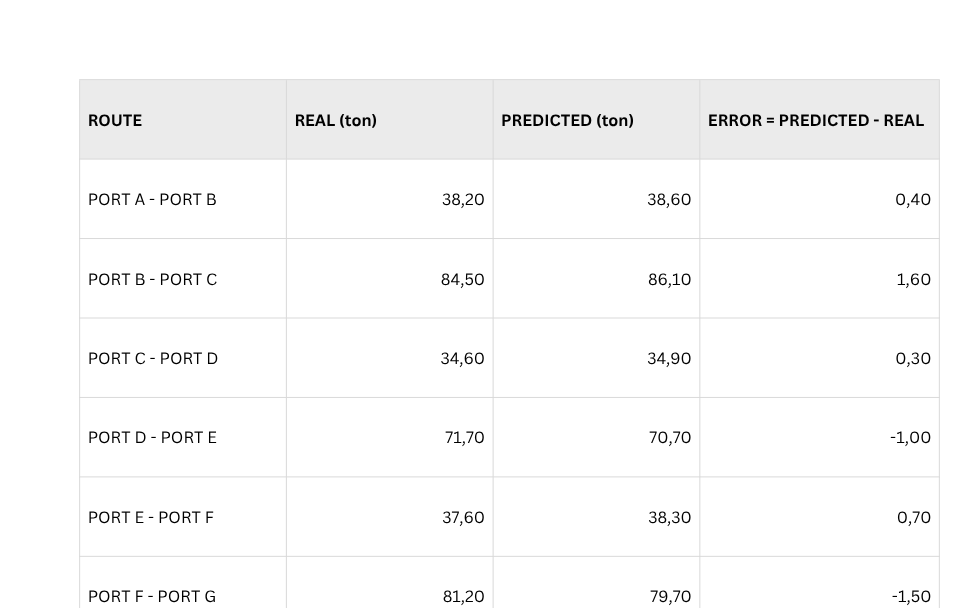 ROUTE REAL (ton) PREDICTED (ton) ERROR = PREDICTED - REAL
PORT A - PORT B 38,20 38,60 0,40
PORT B - PORT C 84,50 86,10 1,60
PORT C - PORT D 34,60 34,90 0,30
PORT D - PORT E 71,70 70,70 -1,00
PORT E - PORT F 37,60 38,30 0,70
PORT F - PORT G 81,20 79,70 -1,50